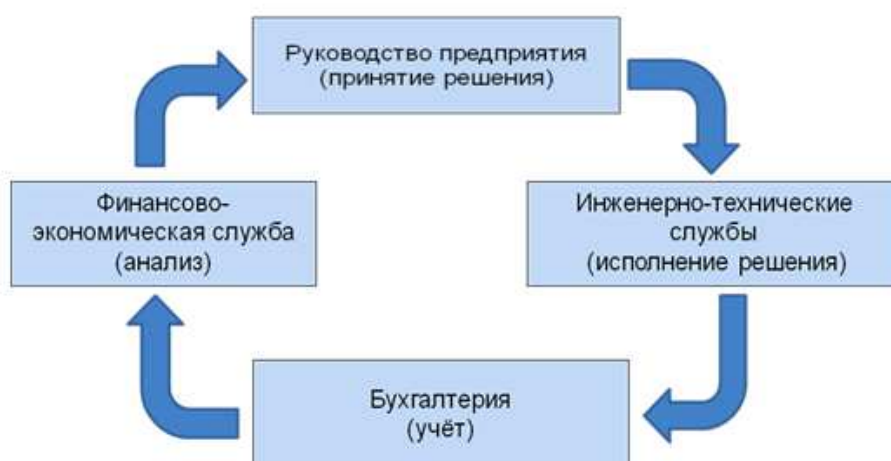 Руководство предприятия
(принятие решения)
Финансово-
экономическая служба
(анализ)
Инженерно-технические
службы
(исполнение решения)
Бухгалтерия
(учёт)